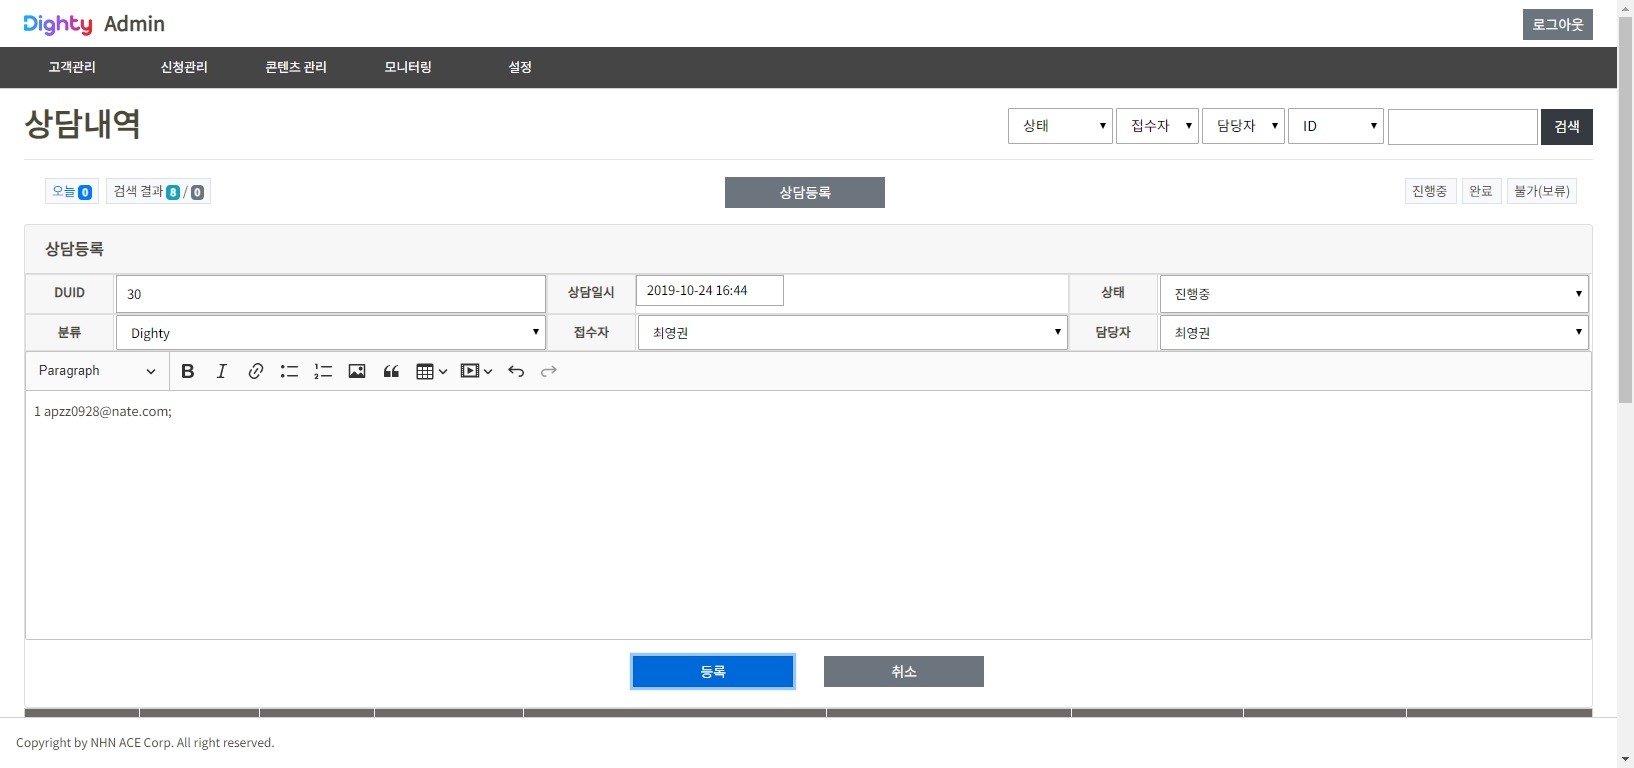 Dighty Admin
로그아웃
고객관리 신청관리 콘텐츠 관리 모니터링 설정
상담내역
상태 접수자 담당자 ID 검색
오늘 0 검색 결과 8 / 0
상담등록
진행중 완료 불가(보류)
상담등록
DUID 30 상담일시 2019-10-24 16:44 상태 진행중
분류 Dighty 접수자 최영권 담당자 최영권
Paragraph
1 apzz0928@nate.com;
등록 취소
Copyright by NHN ACE Corp. All right reserved.